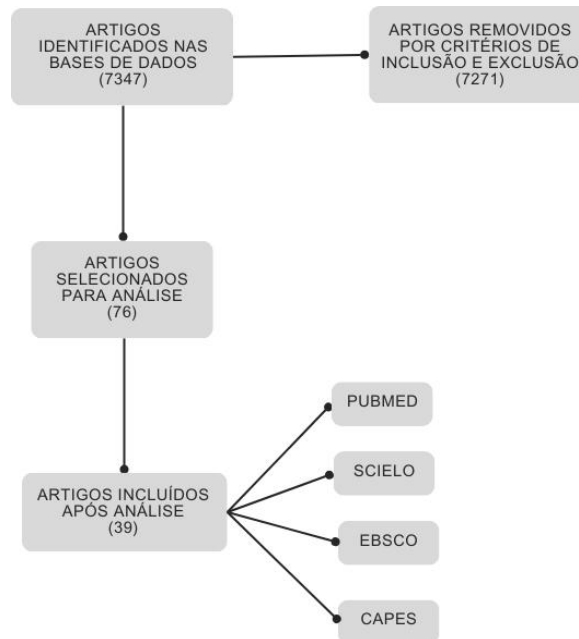 ARTIGOS
IDENTIFICADOS NAS
BASES DE DADOS
(7347)
ARTIGOS REMOVIDOS
POR CRITÉRIOS DE
INCLUSÃO E EXCLUSÃO
(7271)
ARTIGOS
SELECIONADOS
PARA ANÁLISE
(76)
ARTIGOS INCLUÍDOS
APÓS ANÁLISE
(39)
PUBMED
SCIELO
EBSCO
CAPES